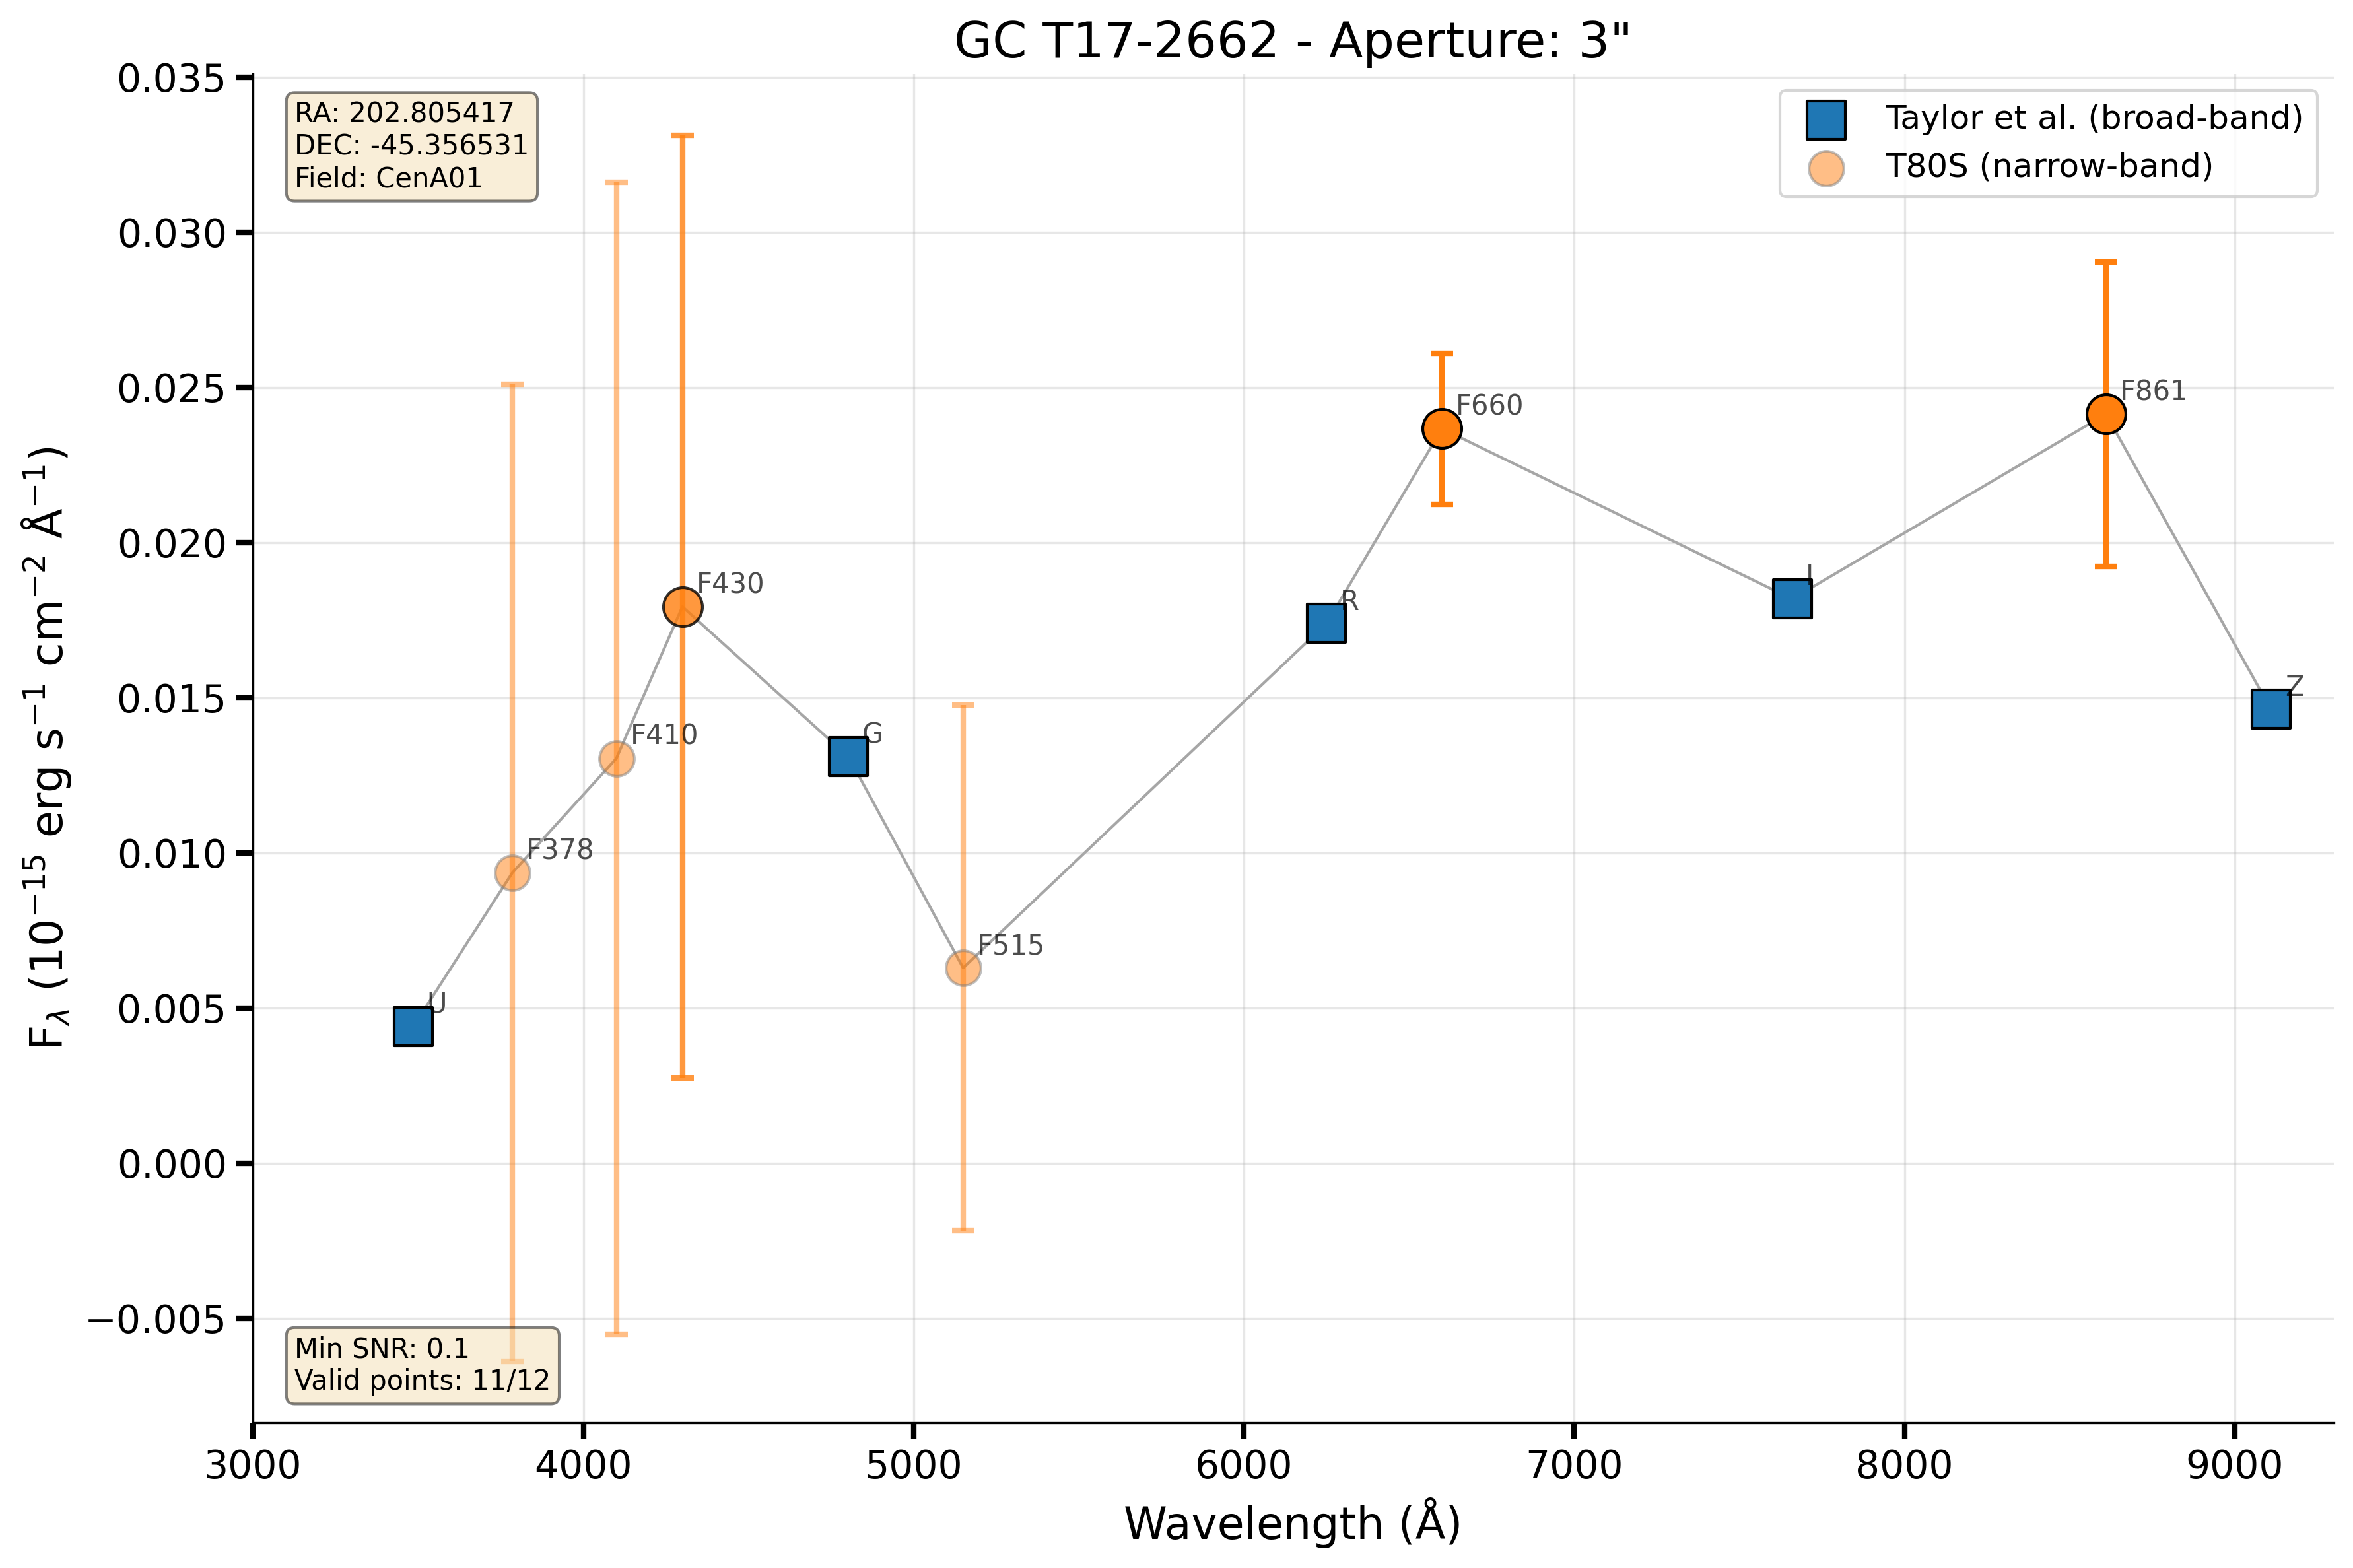 GC T17-2662 - Aperture: 3"
RA: 202.805417
DEC: -45.356531
Field: CenA01
Taylor et al. (broad-band)
T80S (narrow-band)
0.035
0.030
0.025
0.020
0.015
0.010
0.005
0.000
−0.005
F_λ (10⁻¹⁵ erg s⁻¹ cm⁻² Å⁻¹)
U
F378
F410
F430
G
F515
R
F660
I
F861
Z
Min SNR: 0.1
Valid points: 11/12
3000 4000 5000 6000 7000 8000 9000
Wavelength (Å)